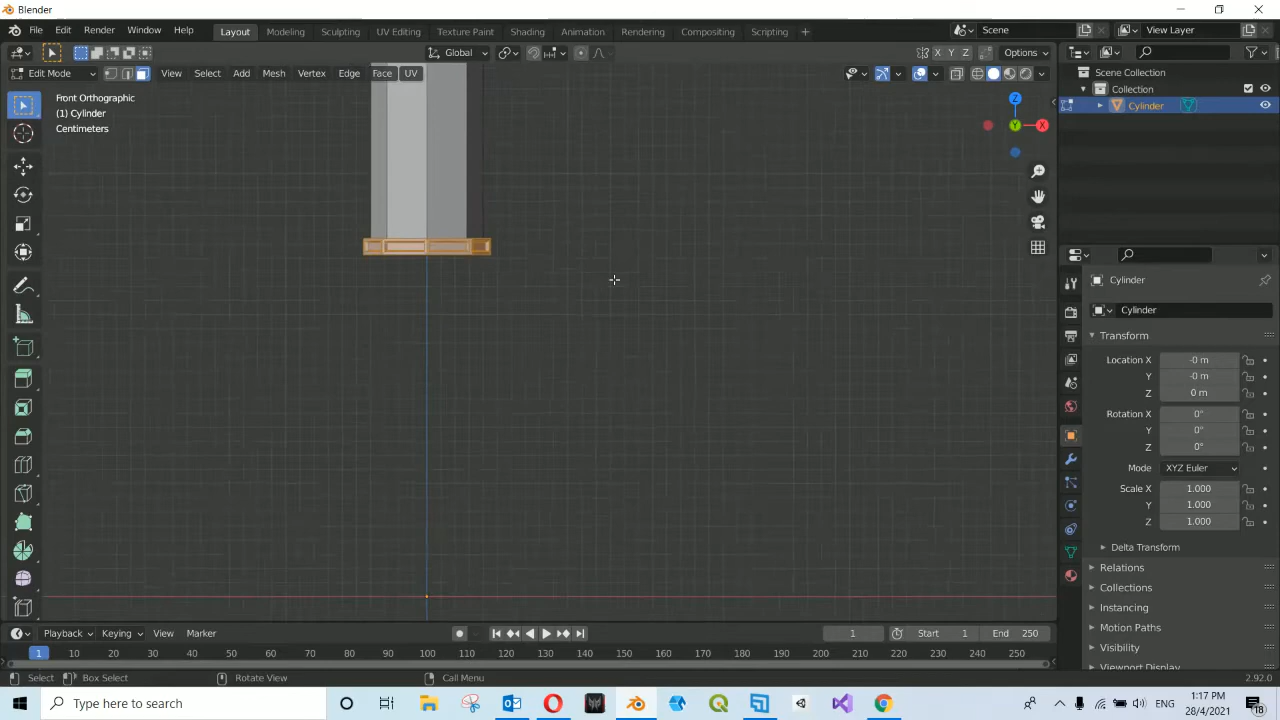 Blender
File Edit Render Window Help
Layout Modeling Sculpting UV Editing Texture Paint Shading Animation Rendering Compositing Scripting +
Scene
View Layer
Global
X Y Z
Options
Edit Mode
View Select Add Mesh Vertex Edge Face UV
Front Orthographic
(1) Cylinder
Centimeters
Z
Y
X
Scene Collection
Collection
Cylinder
Cylinder
Cylinder
Transform
Location X -0 m
Y -0 m
Z 0 m
Rotation X 0°
Y 0°
Z 0°
Mode XYZ Euler
Scale X 1.000
Y 1.000
Z 1.000
Delta Transform
Relations
Collections
Instancing
Motion Paths
Visibility
Viewport Display
Playback Keying View Marker
1
Start 1
End 250
1 10 20 30 40 50 60 70 80 90 100 110 120 130 140 150 160 170 180 190 200 210 220 230 240 250
Select Box Select Rotate View Call Menu 2.92.0
Type here to search
ENG
1:17 PM
28/4/2021
18